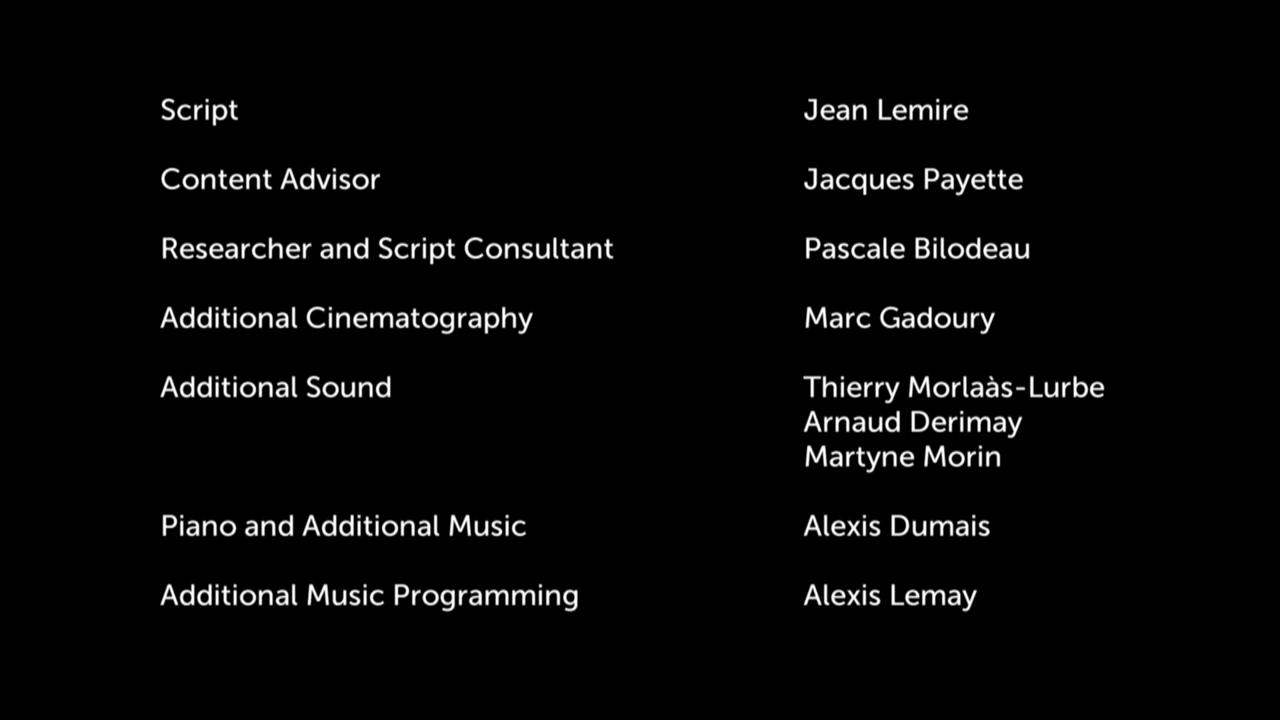 Script Jean Lemire
Content Advisor Jacques Payette
Researcher and Script Consultant Pascale Bilodeau
Additional Cinematography Marc Gadoury
Additional Sound Thierry Morlaàs-Lurbe
Arnaud Derimay
Martyne Morin
Piano and Additional Music Alexis Dumais
Additional Music Programming Alexis Lemay